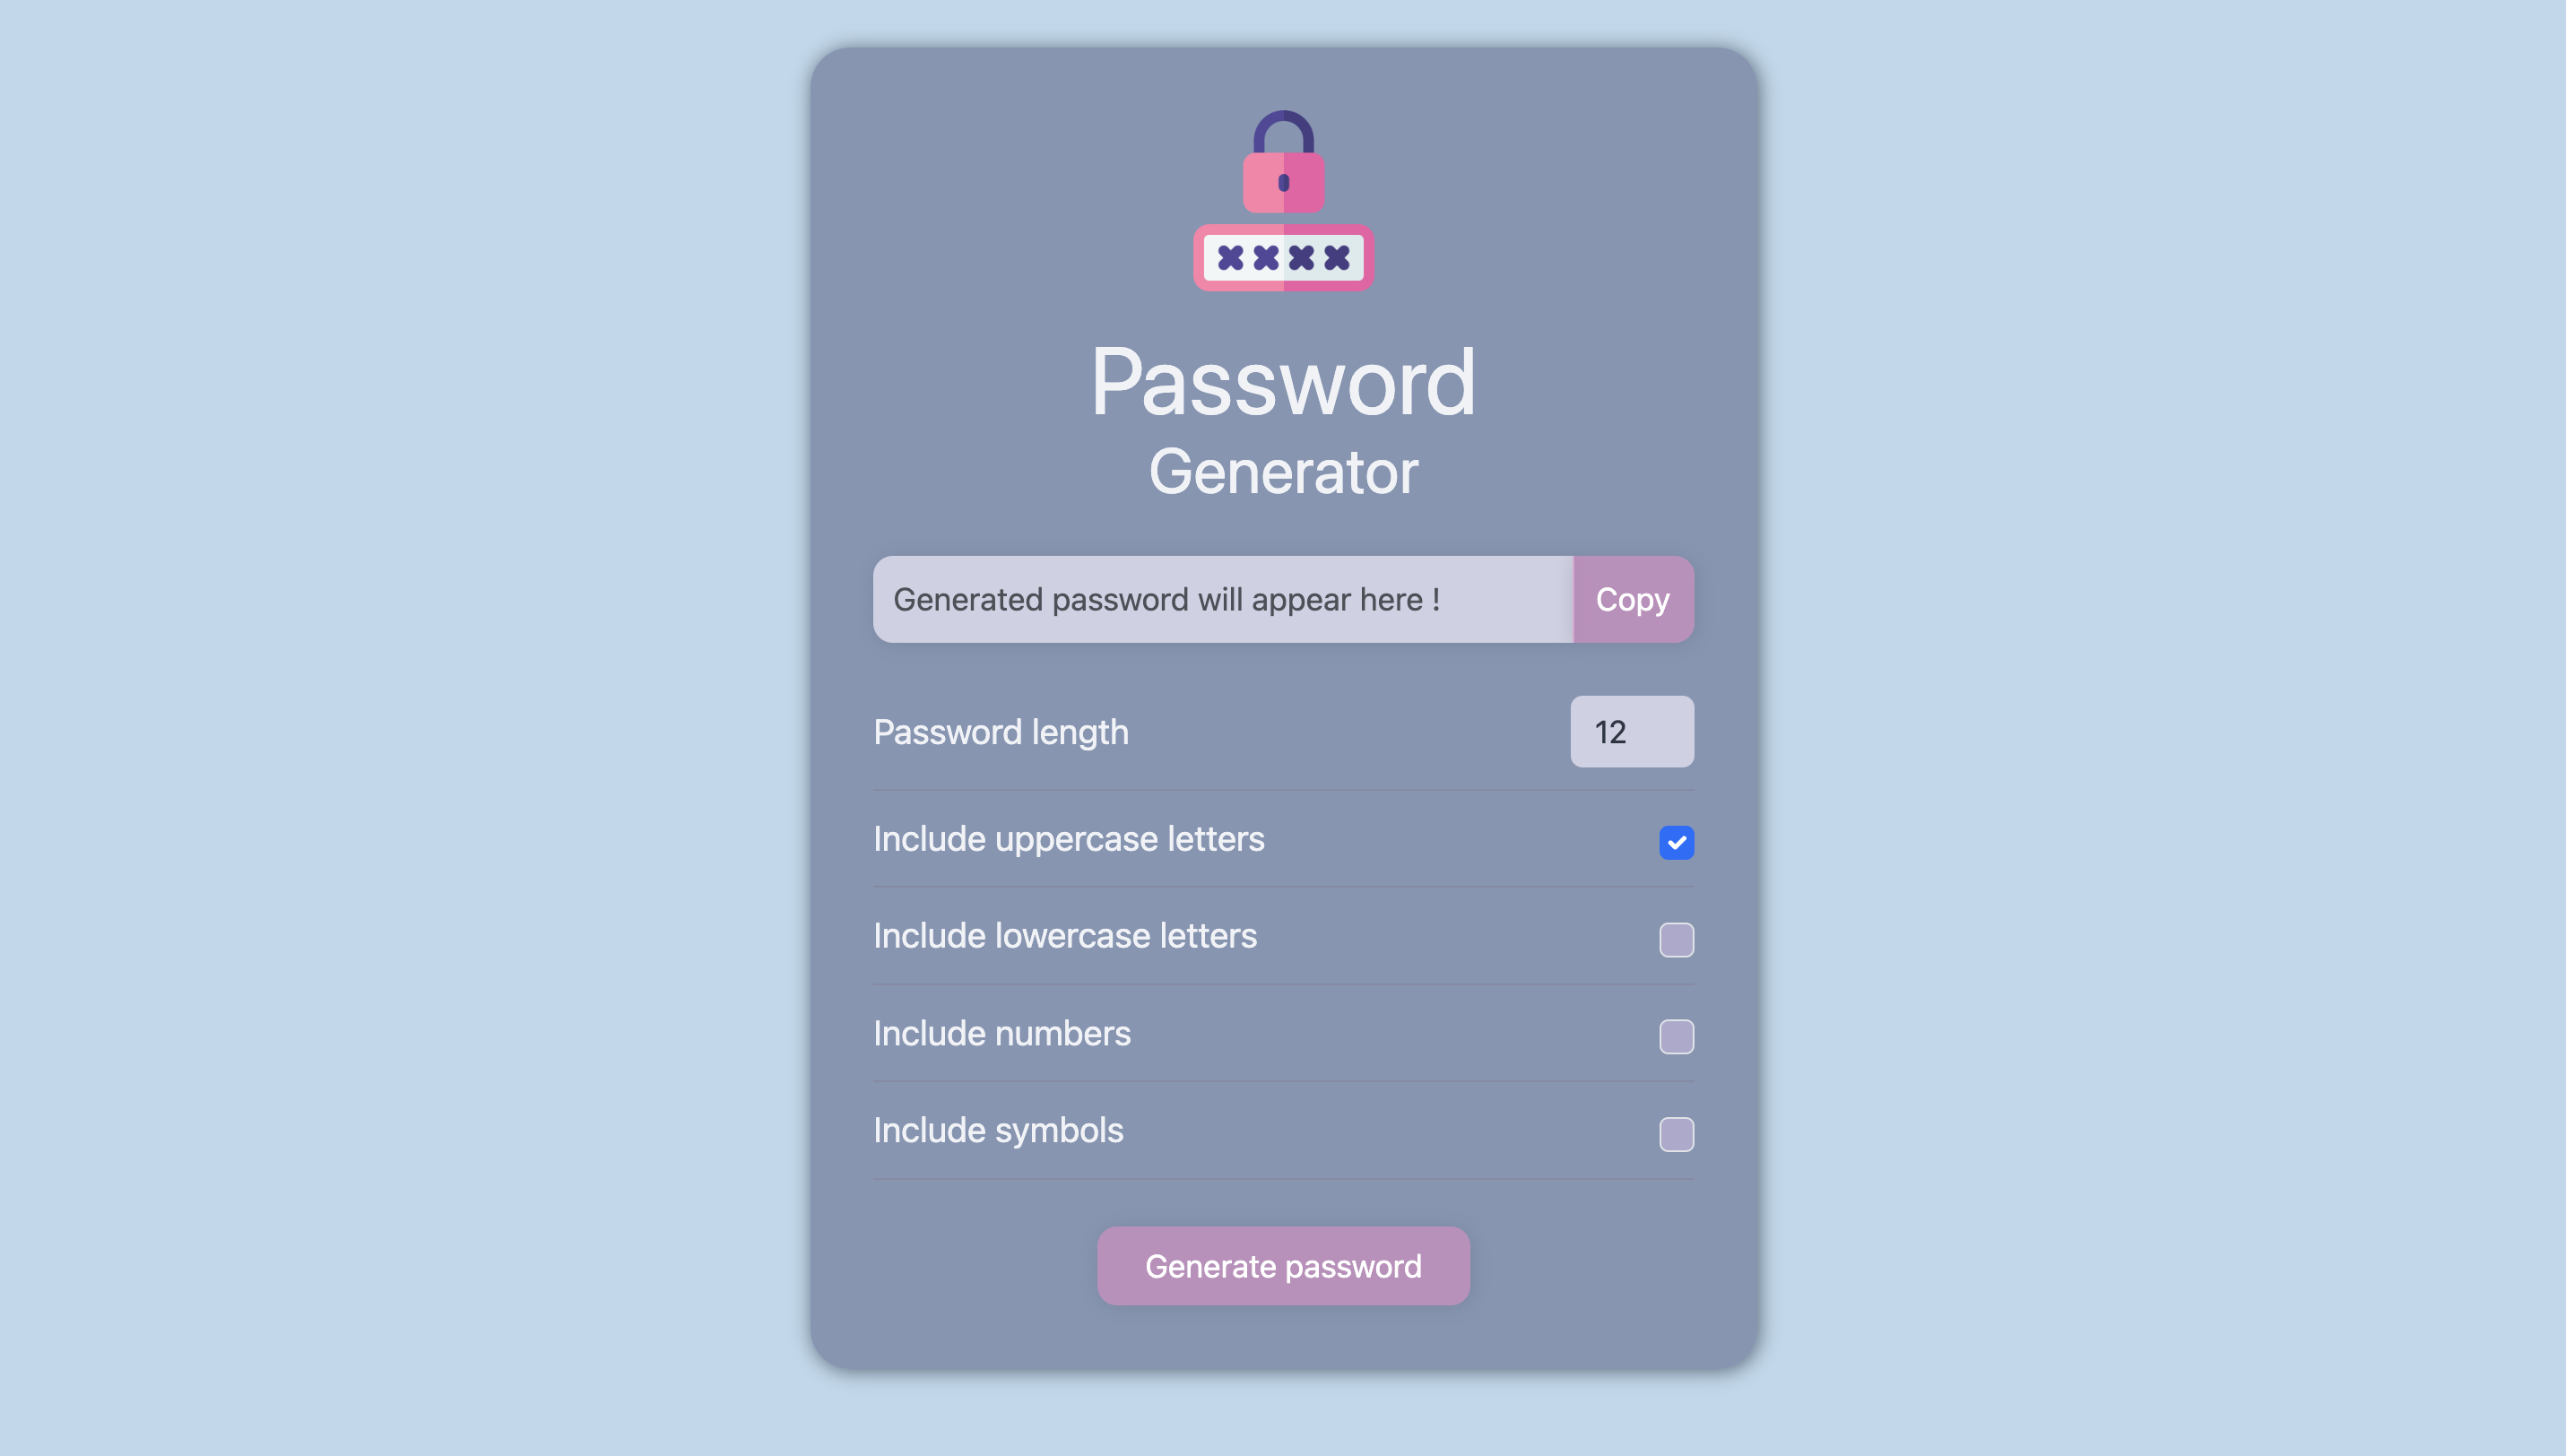 Password
Generator
Generated password will appear here !
Copy
Password length
12
Include uppercase letters
Include lowercase letters
Include numbers
Include symbols
Generate password